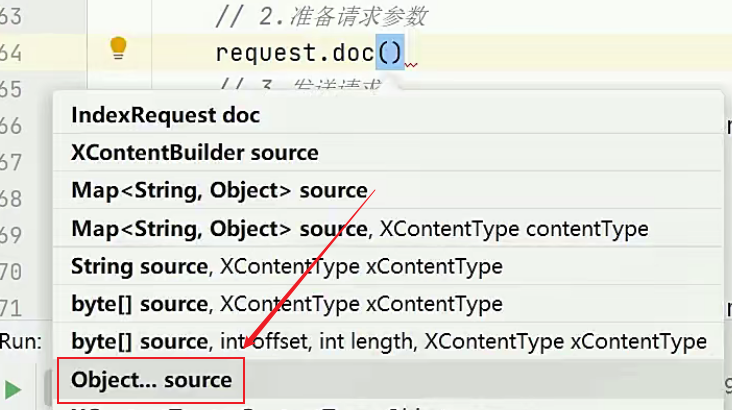 63 // 2.准备请求参数
64 request.doc()
65 // 3.发送请求
66 IndexRequest doc
67 XContentBuilder source
68 Map<String, Object> source
69 Map<String, Object> source, XContentType contentType
70 String source, XContentType xContentType
71 byte[] source, XContentType xContentType
Run: byte[] source, int offset, int length, XContentType xContentType
Object... source